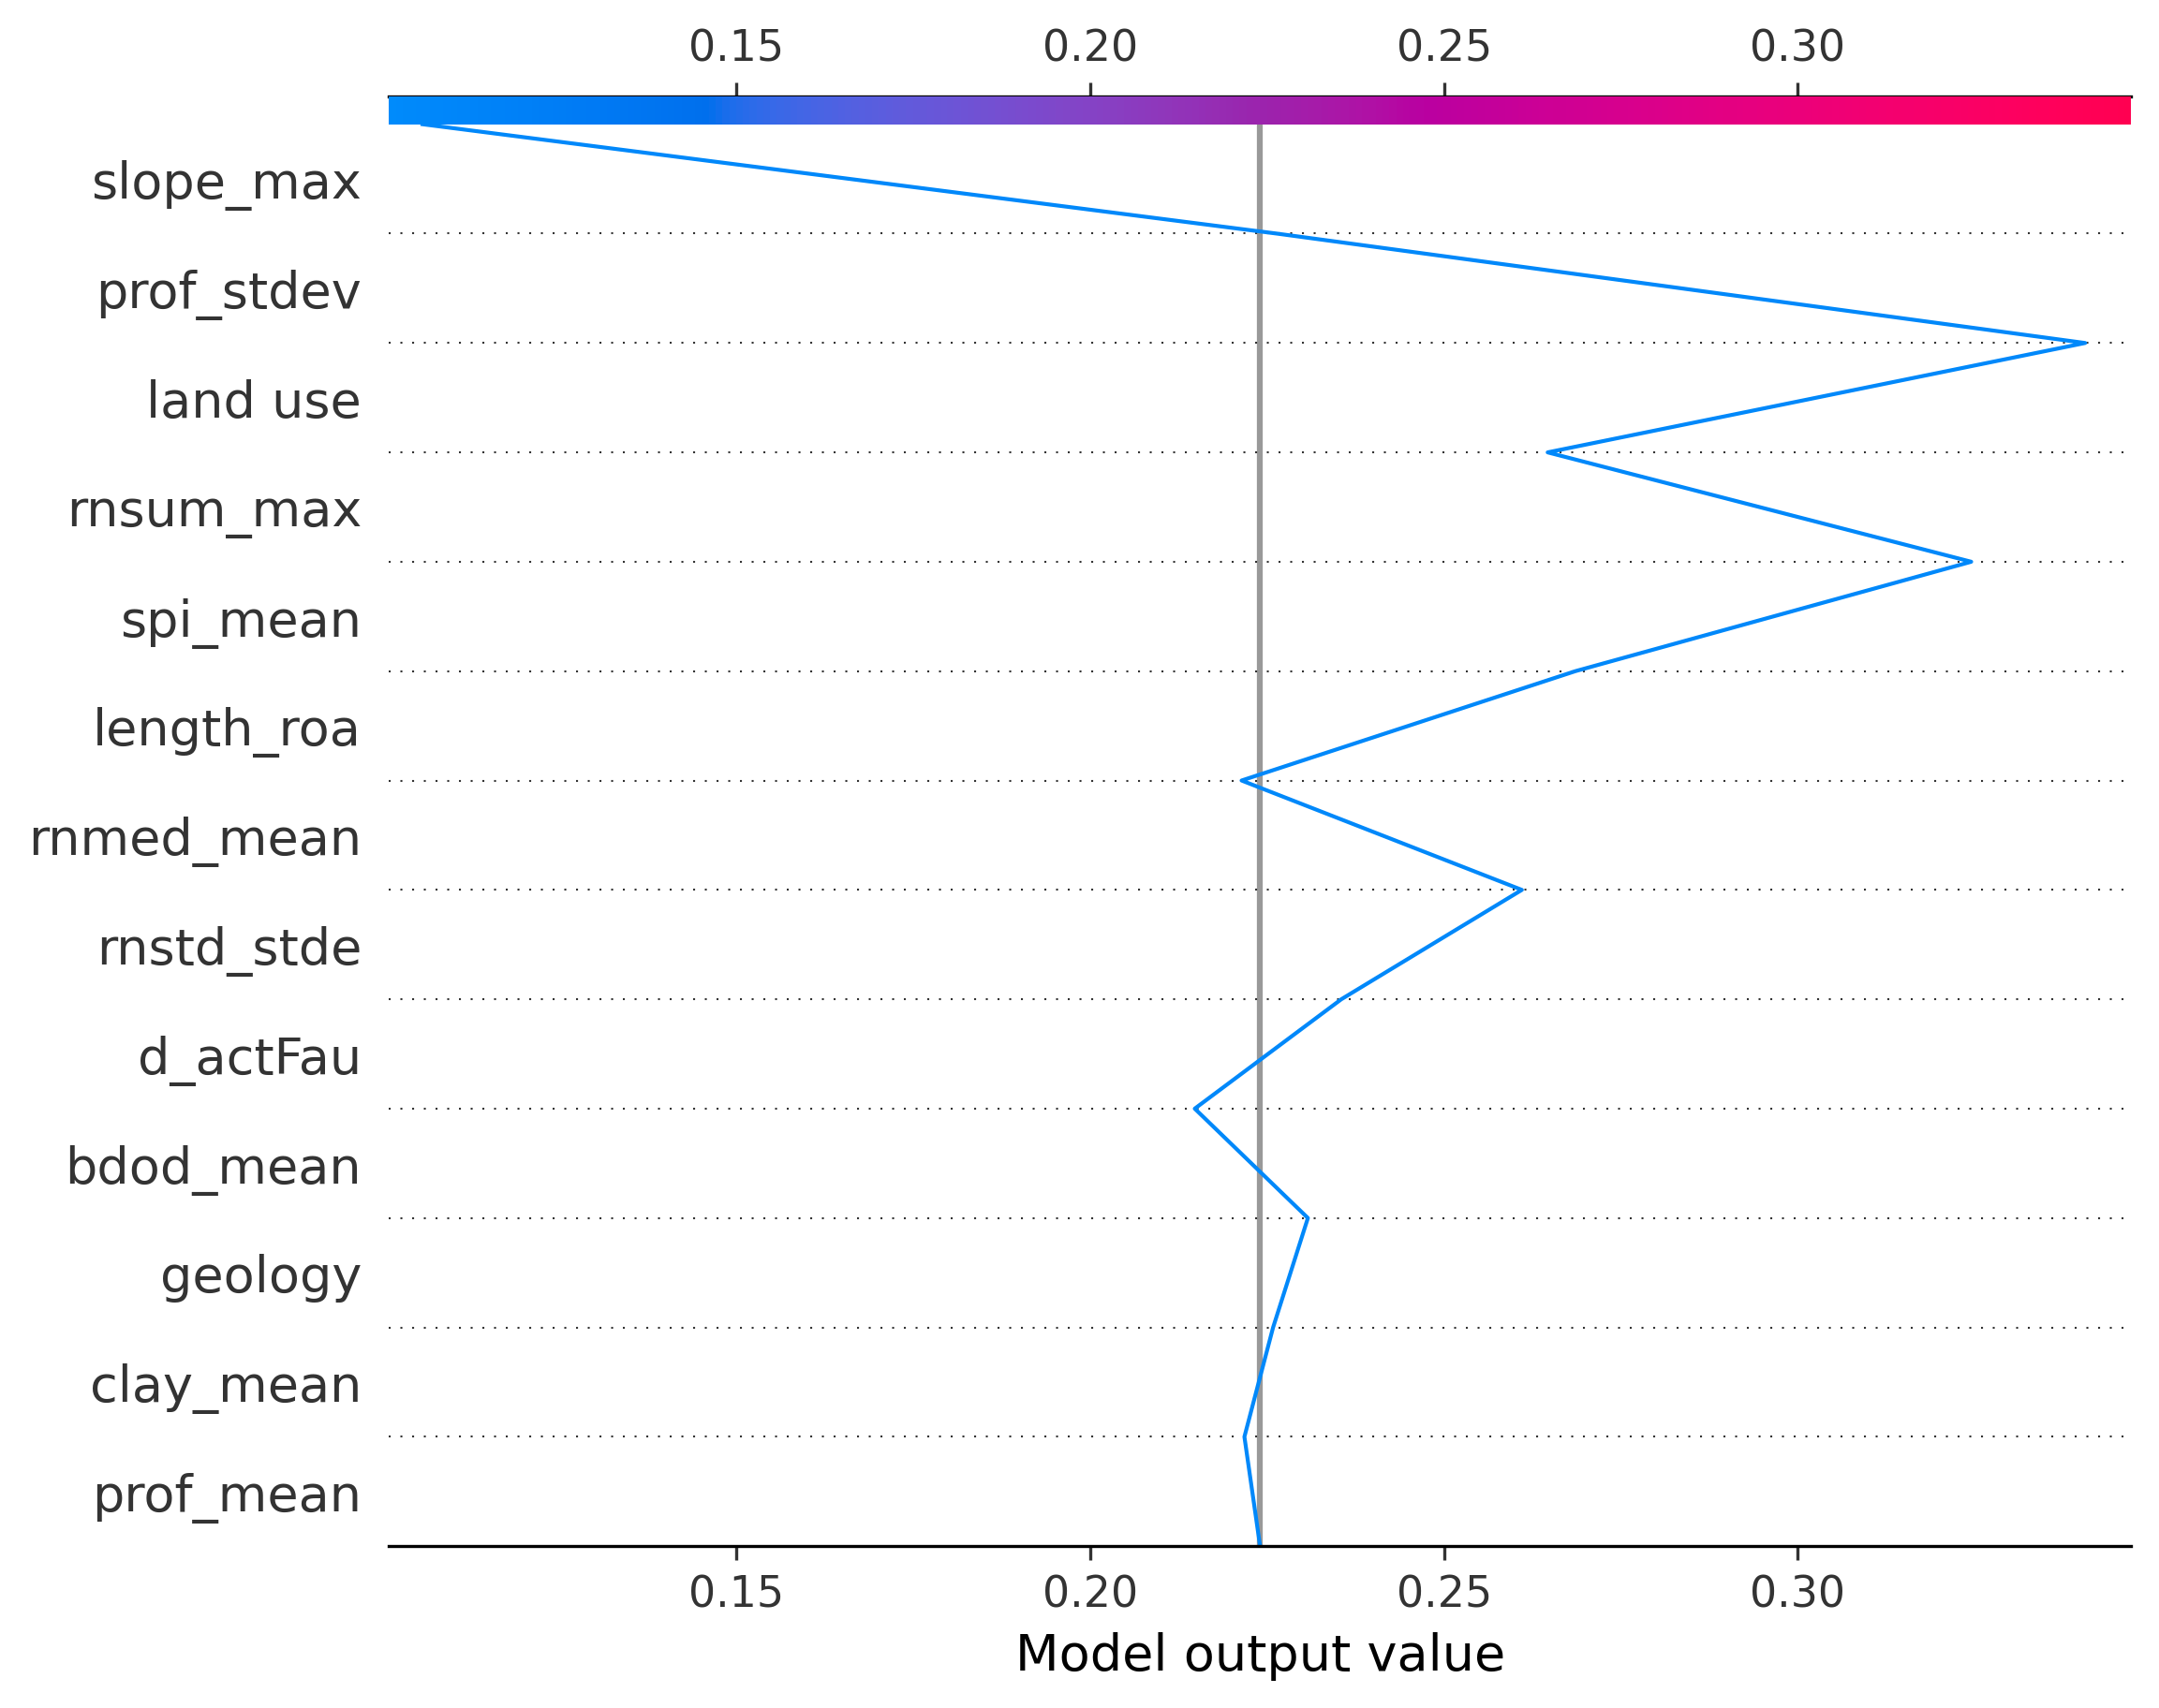 0.15 0.20 0.25 0.30
slope_max
prof_stdev
land use
rnsum_max
spi_mean
length_roa
rnmed_mean
rnstd_stde
d_actFau
bdod_mean
geology
clay_mean
prof_mean
0.15 0.20 0.25 0.30
Model output value